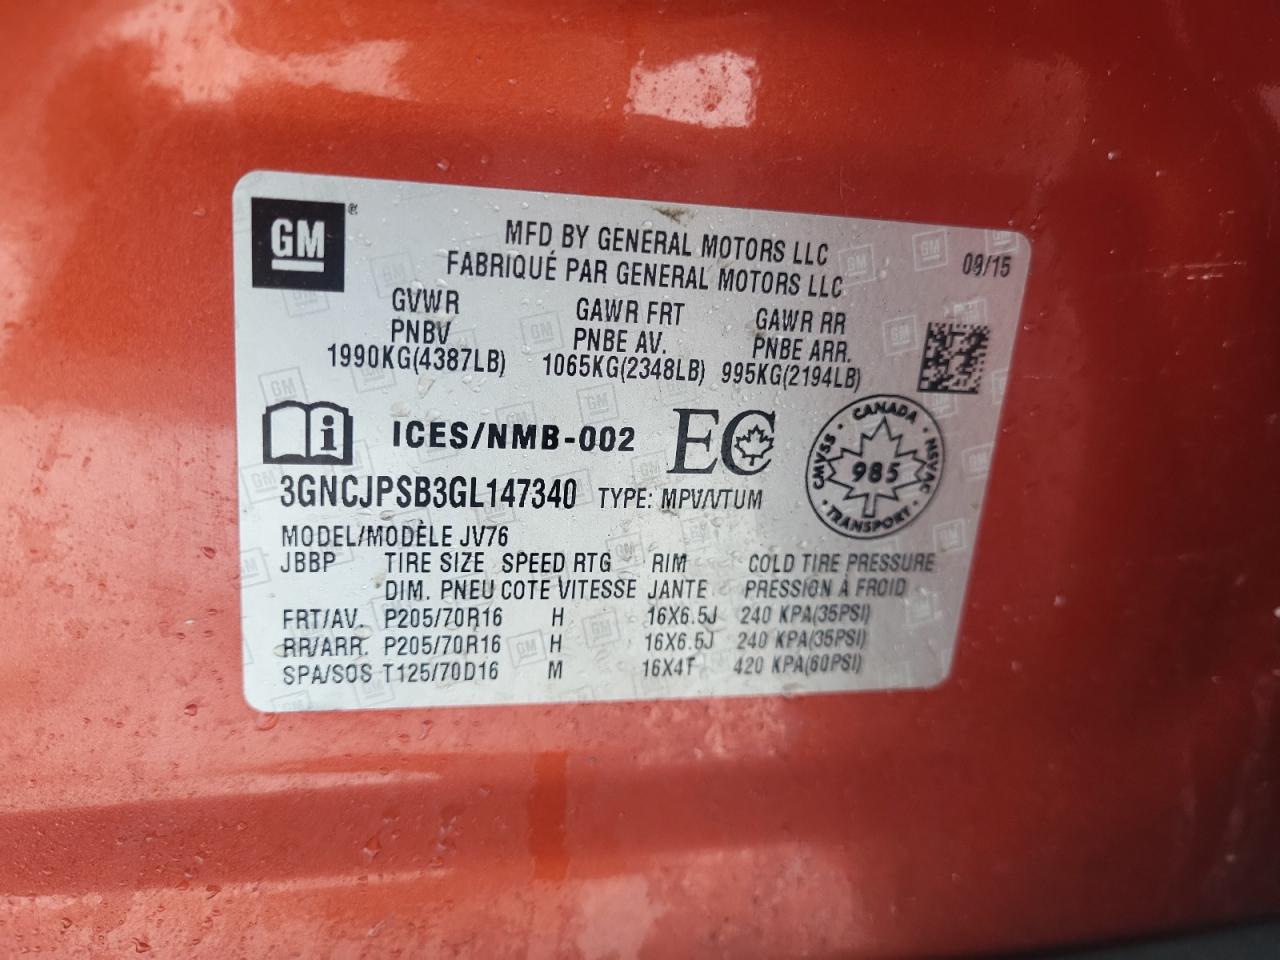 GM®
MFD BY GENERAL MOTORS LLC
FABRIQUÉ PAR GENERAL MOTORS LLC
09/15
GVWR GAWR FRT GAWR RR
PNBV PNBE AV. PNBE ARR.
1990KG(4387LB) 1065KG(2348LB) 995KG(2194LB)
i ICES/NMB-002 EC
CANADA
CMVSS · NSVAC
985
TRANSPORT
3GNCJPSB3GL147340 TYPE: MPV/VTUM
MODEL/MODÈLE JV76
JBBP TIRE SIZE SPEED RTG RIM COLD TIRE PRESSURE
DIM. PNEU COTE VITESSE JANTE PRESSION À FROID
FRT/AV. P205/70R16 H 16X6.5J 240 KPA(35PSI)
RR/ARR. P205/70R16 H 16X6.5J 240 KPA(35PSI)
SPA/SOS T125/70D16 M 16X4F 420 KPA(60PSI)